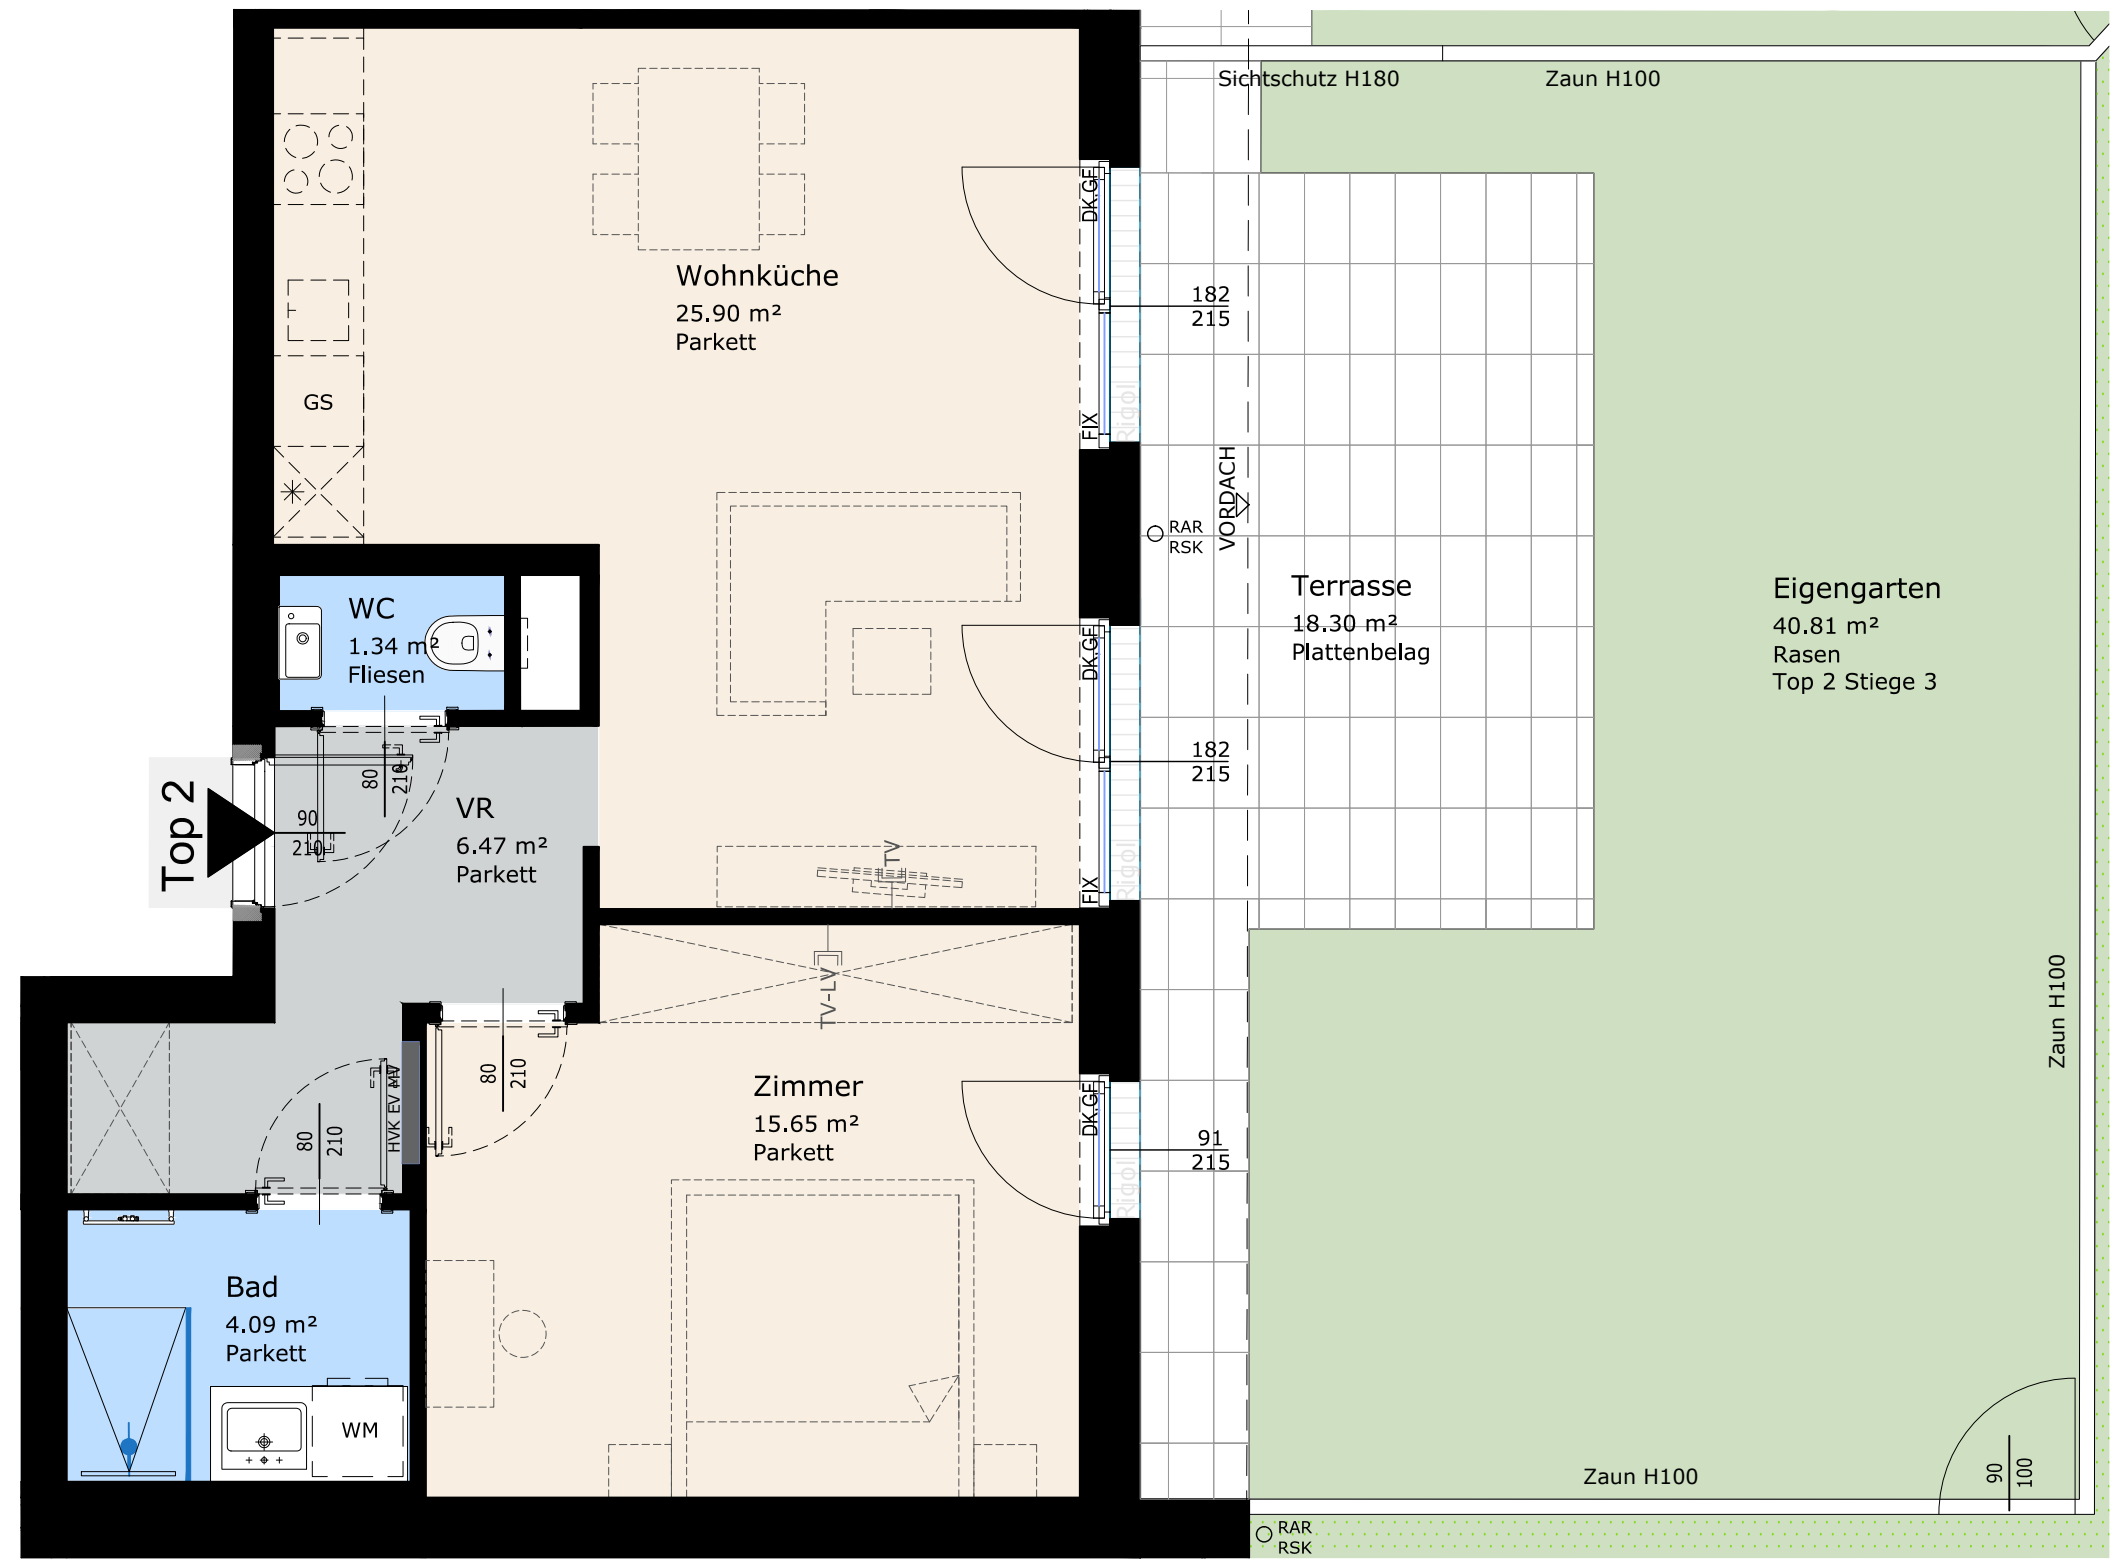 Sichtschutz H180
Zaun H100
DK.GF
Wohnküche
25.90 m²
Parkett
182
215
GS
FIX
Rigol
VORDACH
RAR
RSK
WC
1.34 m²
Fliesen
DK.GF
Terrasse
18.30 m²
Plattenbelag
Eigengarten
40.81 m²
Rasen
Top 2 Stiege 3
182
215
80
210
Top 2
90
210
VR
6.47 m²
Parkett
TV
FIX
Rigol
TV-LV
Zaun H100
80
210
HVK EV MV
80
210
Zimmer
15.65 m²
Parkett
DK.GF
91
215
Rigol
Bad
4.09 m²
Parkett
WM
Zaun H100
90
100
RAR
RSK